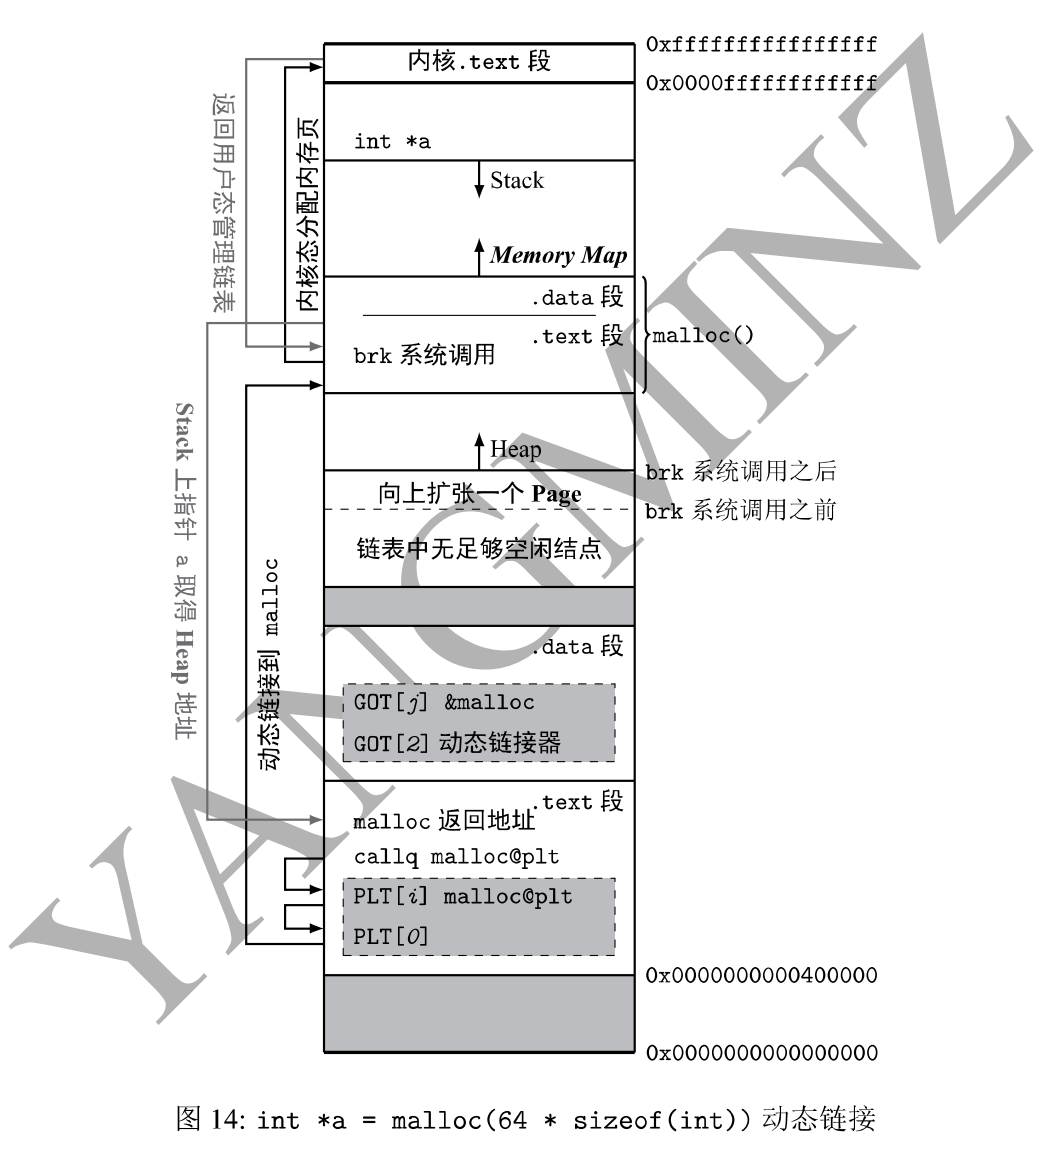 0xffffffffffffffff
内核.text 段
0x0000ffffffffffff
返回用户态管理链表
内核态分配内存页
int *a
Stack
Memory Map
.data 段
.text 段
malloc()
brk 系统调用
Heap
brk 系统调用之后
向上扩张一个 Page
brk 系统调用之前
链表中无足够空闲结点
Stack 上指针 a 取得 Heap 地址
动态链接到 malloc
.data 段
GOT[j] &malloc
GOT[2] 动态链接器
.text 段
malloc 返回地址
callq malloc@plt
PLT[i] malloc@plt
PLT[0]
0x0000000000400000
0x0000000000000000
YANGMINZ
图 14: int *a = malloc(64 * sizeof(int)) 动态链接